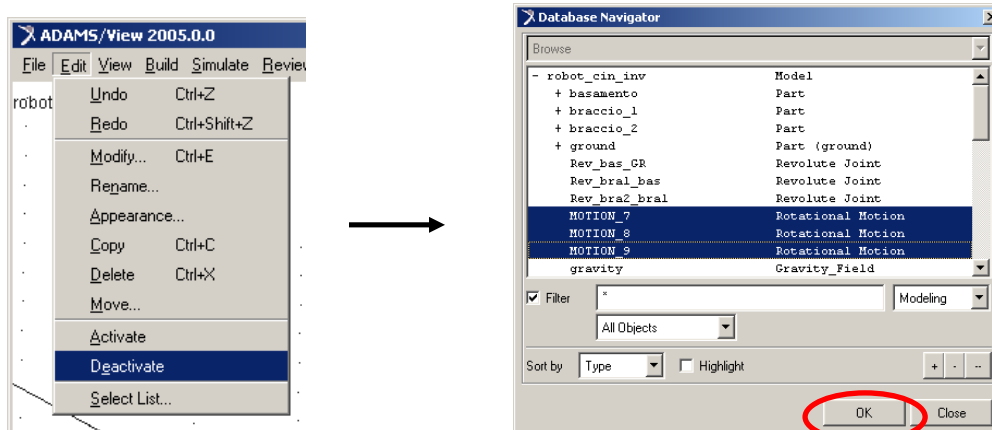 ADAMS/View 2005.0.0
File Edit View Build Simulate Review
robot
Undo Ctrl+Z
Redo Ctrl+Shift+Z
Modify... Ctrl+E
Rename...
Appearance...
Copy Ctrl+C
Delete Ctrl+X
Move...
Activate
Deactivate
Select List...
Database Navigator
Browse
- robot_cin_inv Model
+ basamento Part
+ braccio_1 Part
+ braccio_2 Part
+ ground Part (ground)
Rev_bas_GR Revolute Joint
Rev_bra1_bas Revolute Joint
Rev_bra2_bra1 Revolute Joint
MOTION_7 Rotational Motion
MOTION_8 Rotational Motion
MOTION_9 Rotational Motion
gravity Gravity_Field
Filter * Modeling
All Objects
Sort by Type Highlight + - --
OK Close